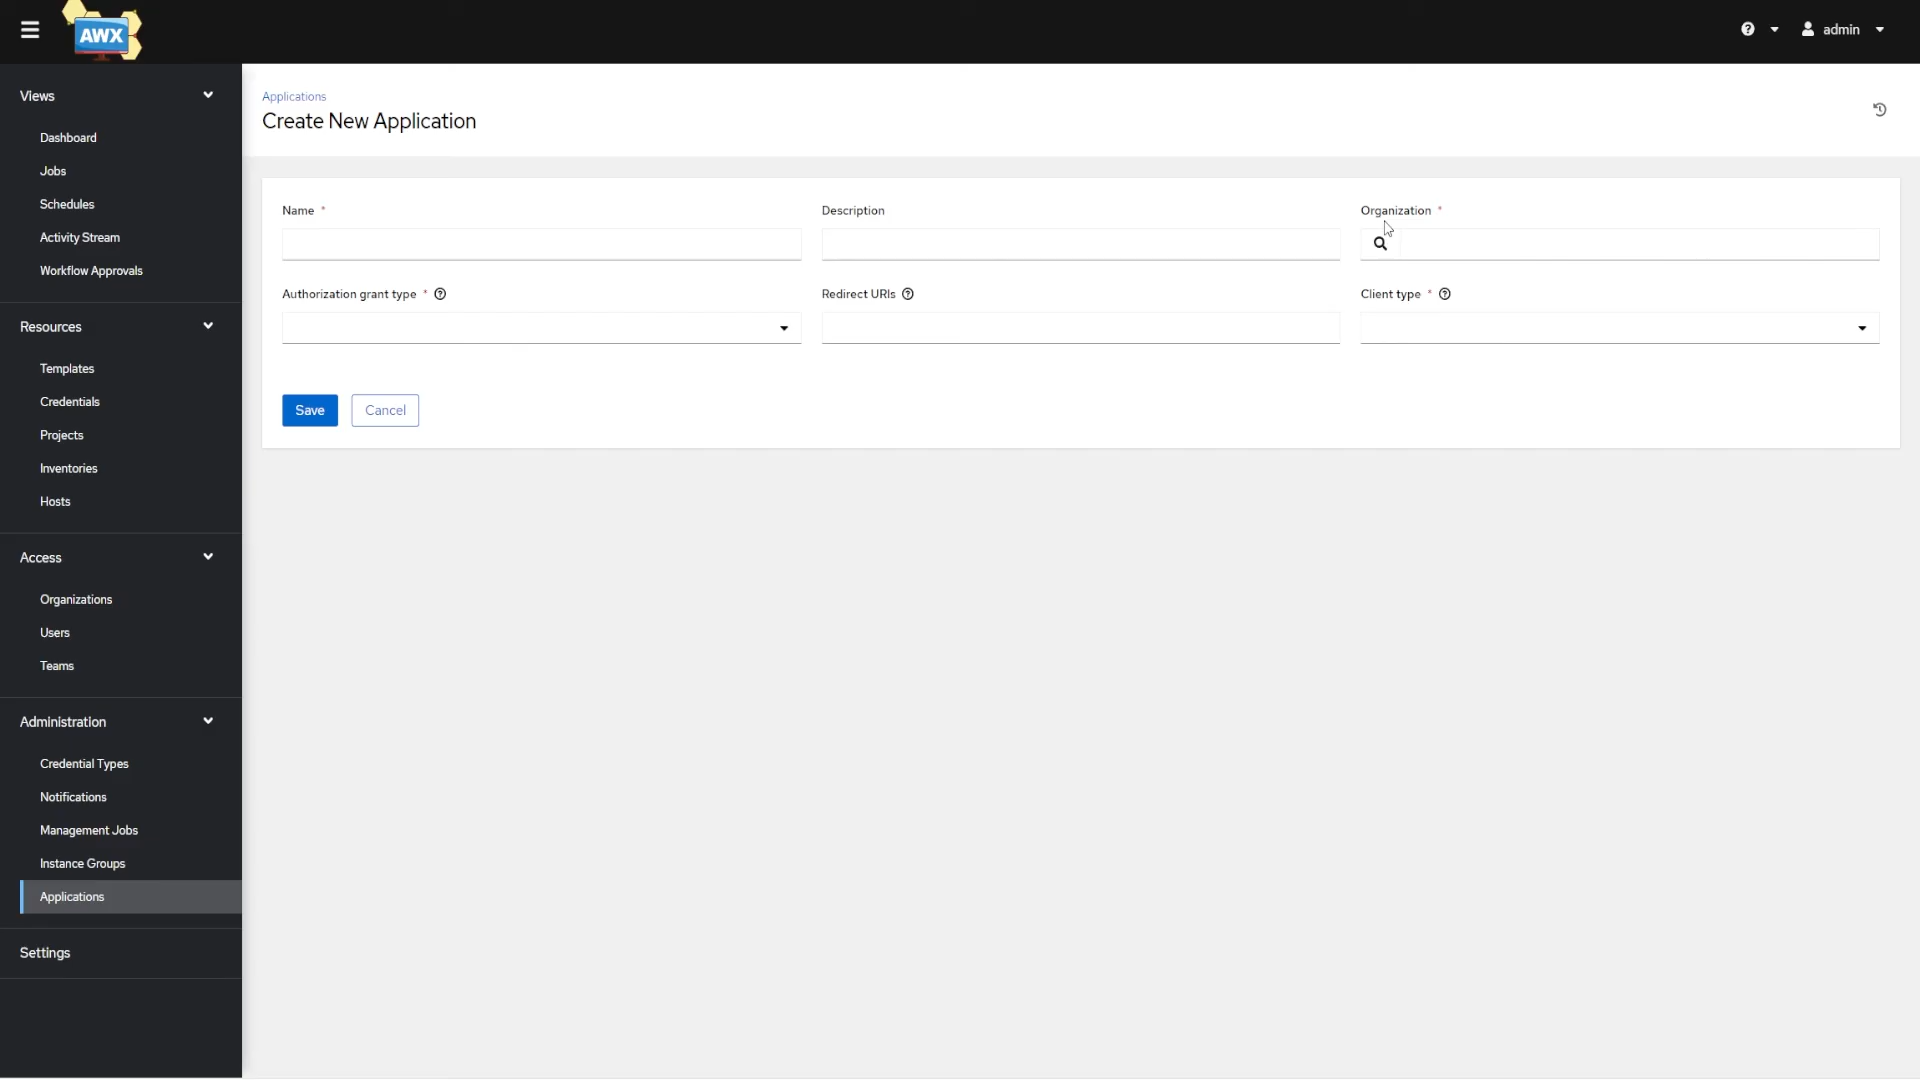 AWX
admin
Views
Dashboard
Jobs
Schedules
Activity Stream
Workflow Approvals
Resources
Templates
Credentials
Projects
Inventories
Hosts
Access
Organizations
Users
Teams
Administration
Credential Types
Notifications
Management Jobs
Instance Groups
Applications
Settings
Applications
Create New Application
Name *
Description
Organization *
Authorization grant type *
Redirect URIs
Client type *
Save
Cancel